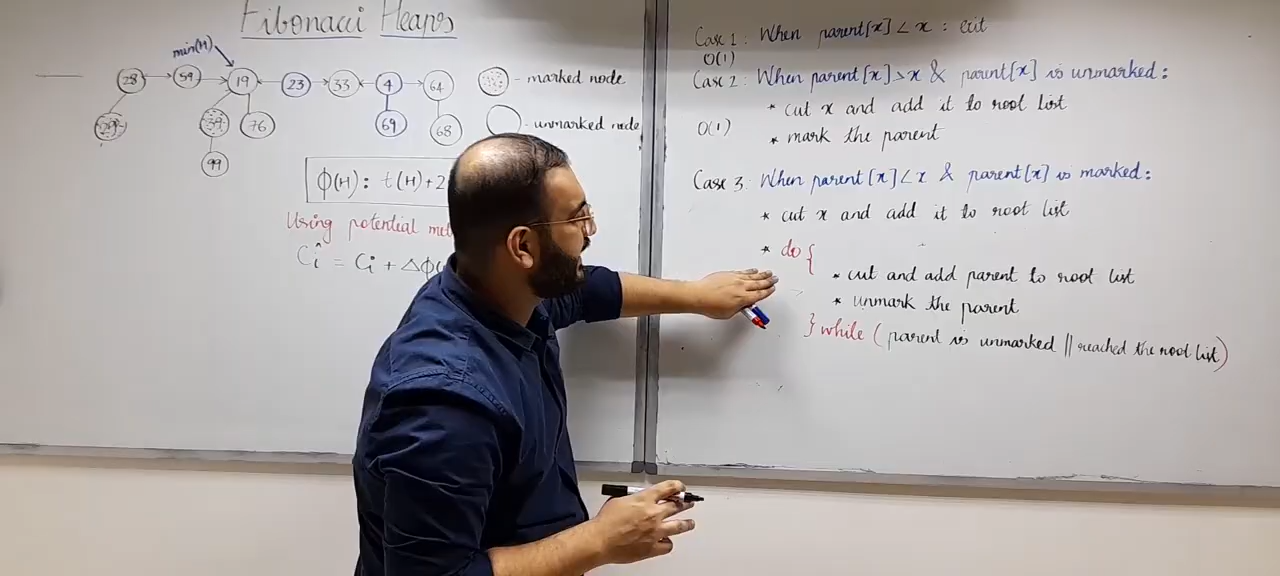 Fibonacci Heaps
min(H)
28 59 19 23 33 4 64
39 76 69 68
99
- marked node
- unmarked node
φ(H): t(H)+2
Using potential met
Ĉi = Ci + Δφ(
Case 1: When parent[x] < x : exit
O(1)
Case 2: When parent[x] > x & parent[x] is unmarked:
* cut x and add it to root list
O(1)
* mark the parent
Case 3: When parent[x] < x & parent[x] is marked:
* cut x and add it to root list
* do {
* cut and add parent to root list
* unmark the parent
} while (parent is unmarked || reached the root list)